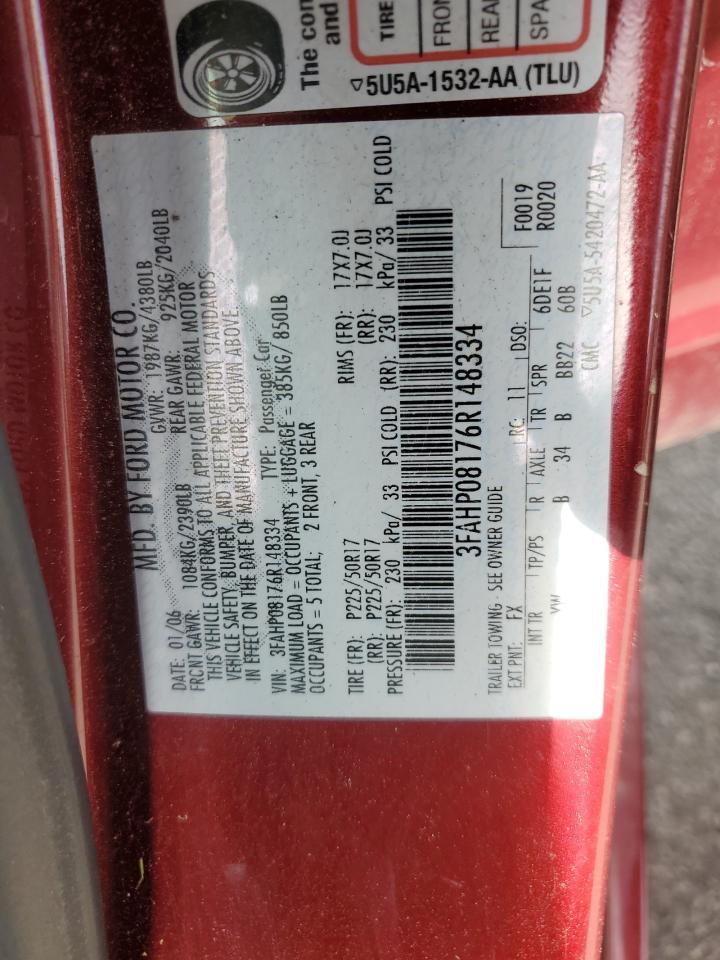 The con
and
TIRE
FRON
REA
SPA
▽5U5A-1532-AA (TLU)
MFD. BY FORD MOTOR CO.
DATE: 01/06 GVWR: 1987KG/4380LB
FRONT GAWR: 1084KG/2390LB REAR GAWR: 925KG/2040LB
THIS VEHICLE CONFORMS TO ALL APPLICABLE FEDERAL MOTOR
VEHICLE SAFETY, BUMPER, AND THEFT PREVENTION STANDARDS
IN EFFECT ON THE DATE OF MANUFACTURE SHOWN ABOVE.
VIN: 3FAHP08176R148334 TYPE: Passenger Car
MAXIMUM LOAD = OCCUPANTS + LUGGAGE = 385KG/ 850LB
OCCUPANTS = 5 TOTAL; 2 FRONT, 3 REAR
TIRE (FR): P225/50R17 RIMS (FR): 17X7.0J
(RR): P225/50R17 (RR): 17X7.0J
PRESSURE (FR): 230 kPa/ 33 PSI COLD (RR): 230 kPa/ 33 PSI COLD
3FAHP08176R148334
TRAILER TOWING - SEE OWNER GUIDE F0019
EXT PNT: FX RC: 11 DSO: R0020
INT TR TP/PS R AXLE TR SPR 6DE1F
VW B 34 B BB22 60B
CMC ▽5U5A-5420472-AA